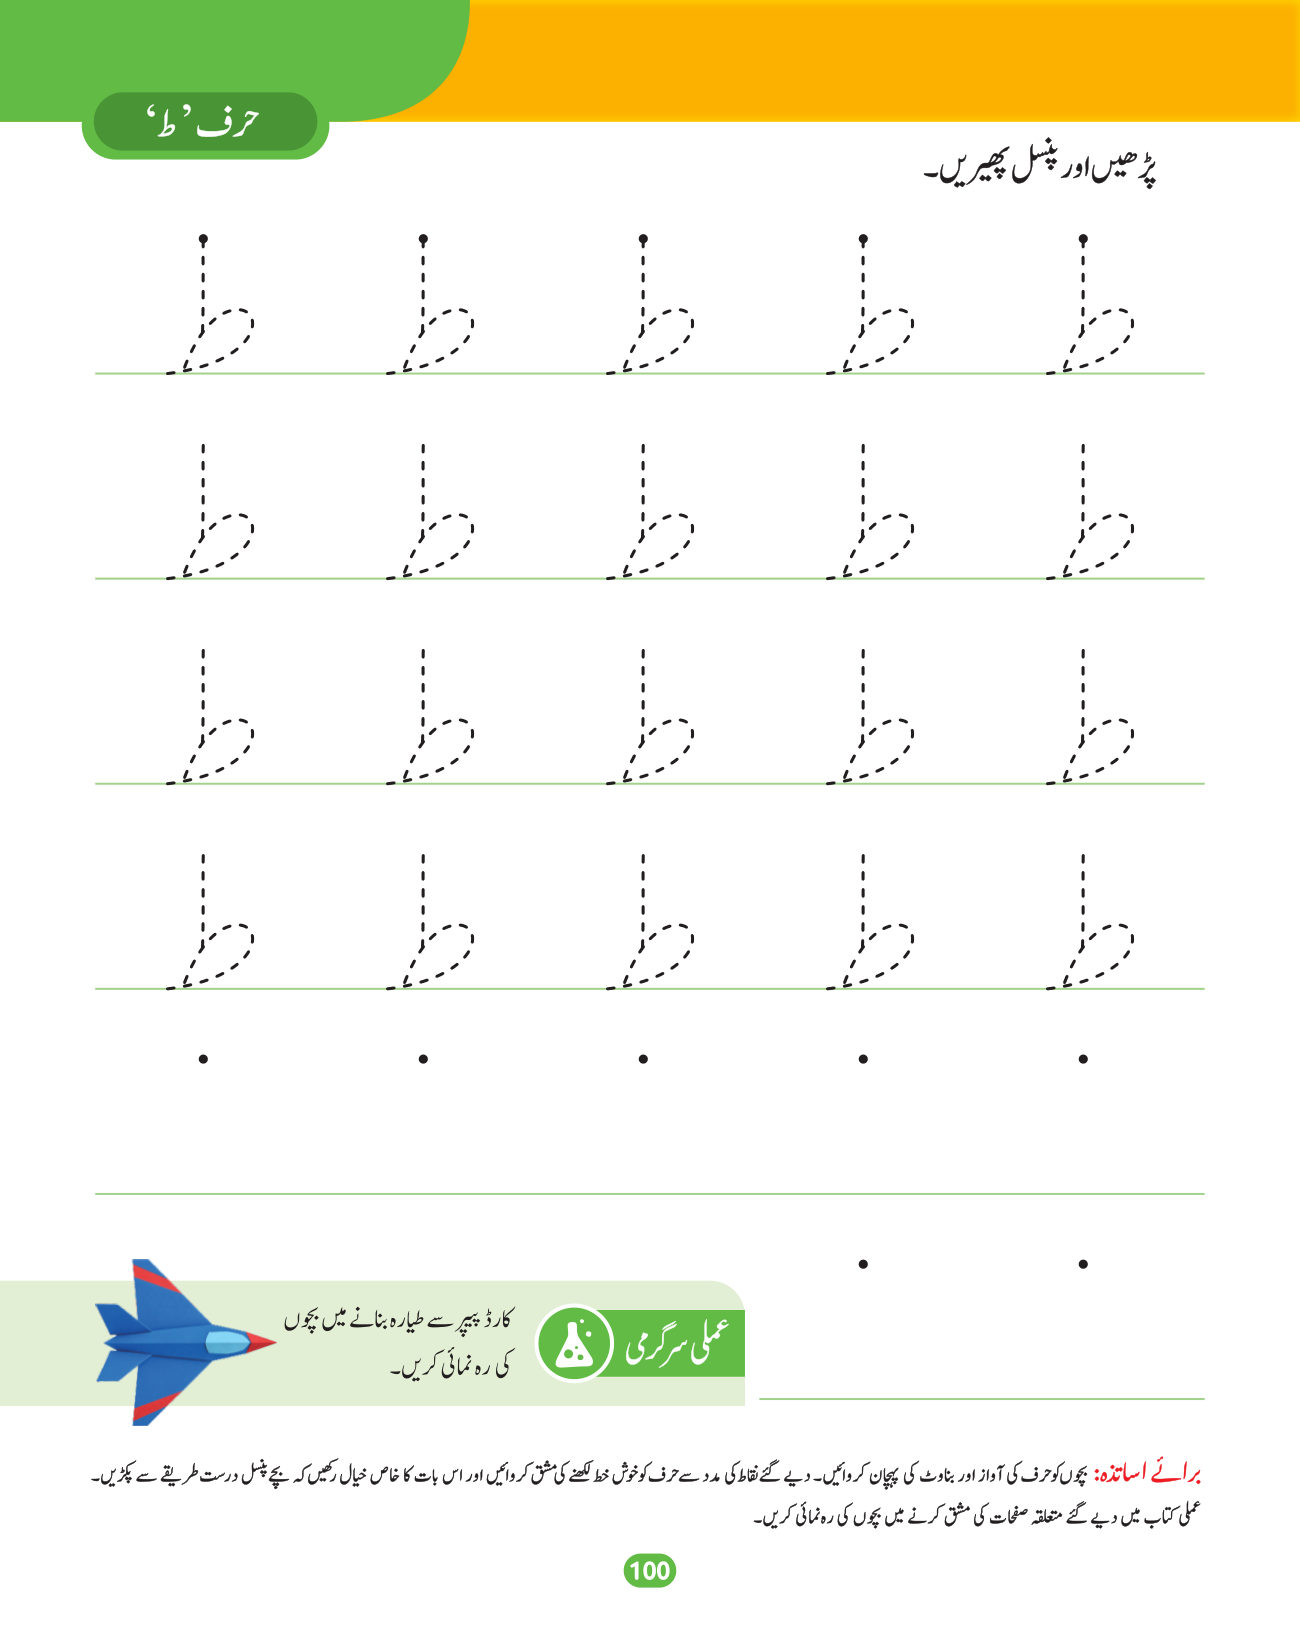 حرف ’ط‘
پڑھیں اور پنسل پھیریں۔
ط ط ط ط ط
ط ط ط ط ط
ط ط ط ط ط
ط ط ط ط ط
عملی سرگرمی
کارڈ پیپر سے طیارہ بنانے میں بچوں
کی رہ نمائی کریں۔
برائے اساتذہ: بچوں کو حرف کی آواز اور بناوٹ کی پہچان کروائیں۔ دیے گئے نقاط کی مدد سے حرف کو خوش خط لکھنے کی مشق کروائیں اور اس بات کا خاص خیال رکھیں کہ بچے پنسل درست طریقے سے پکڑیں۔
عملی کتاب میں دیے گئے متعلقہ صفحات کی مشق کرنے میں بچوں کی رہ نمائی کریں۔
100